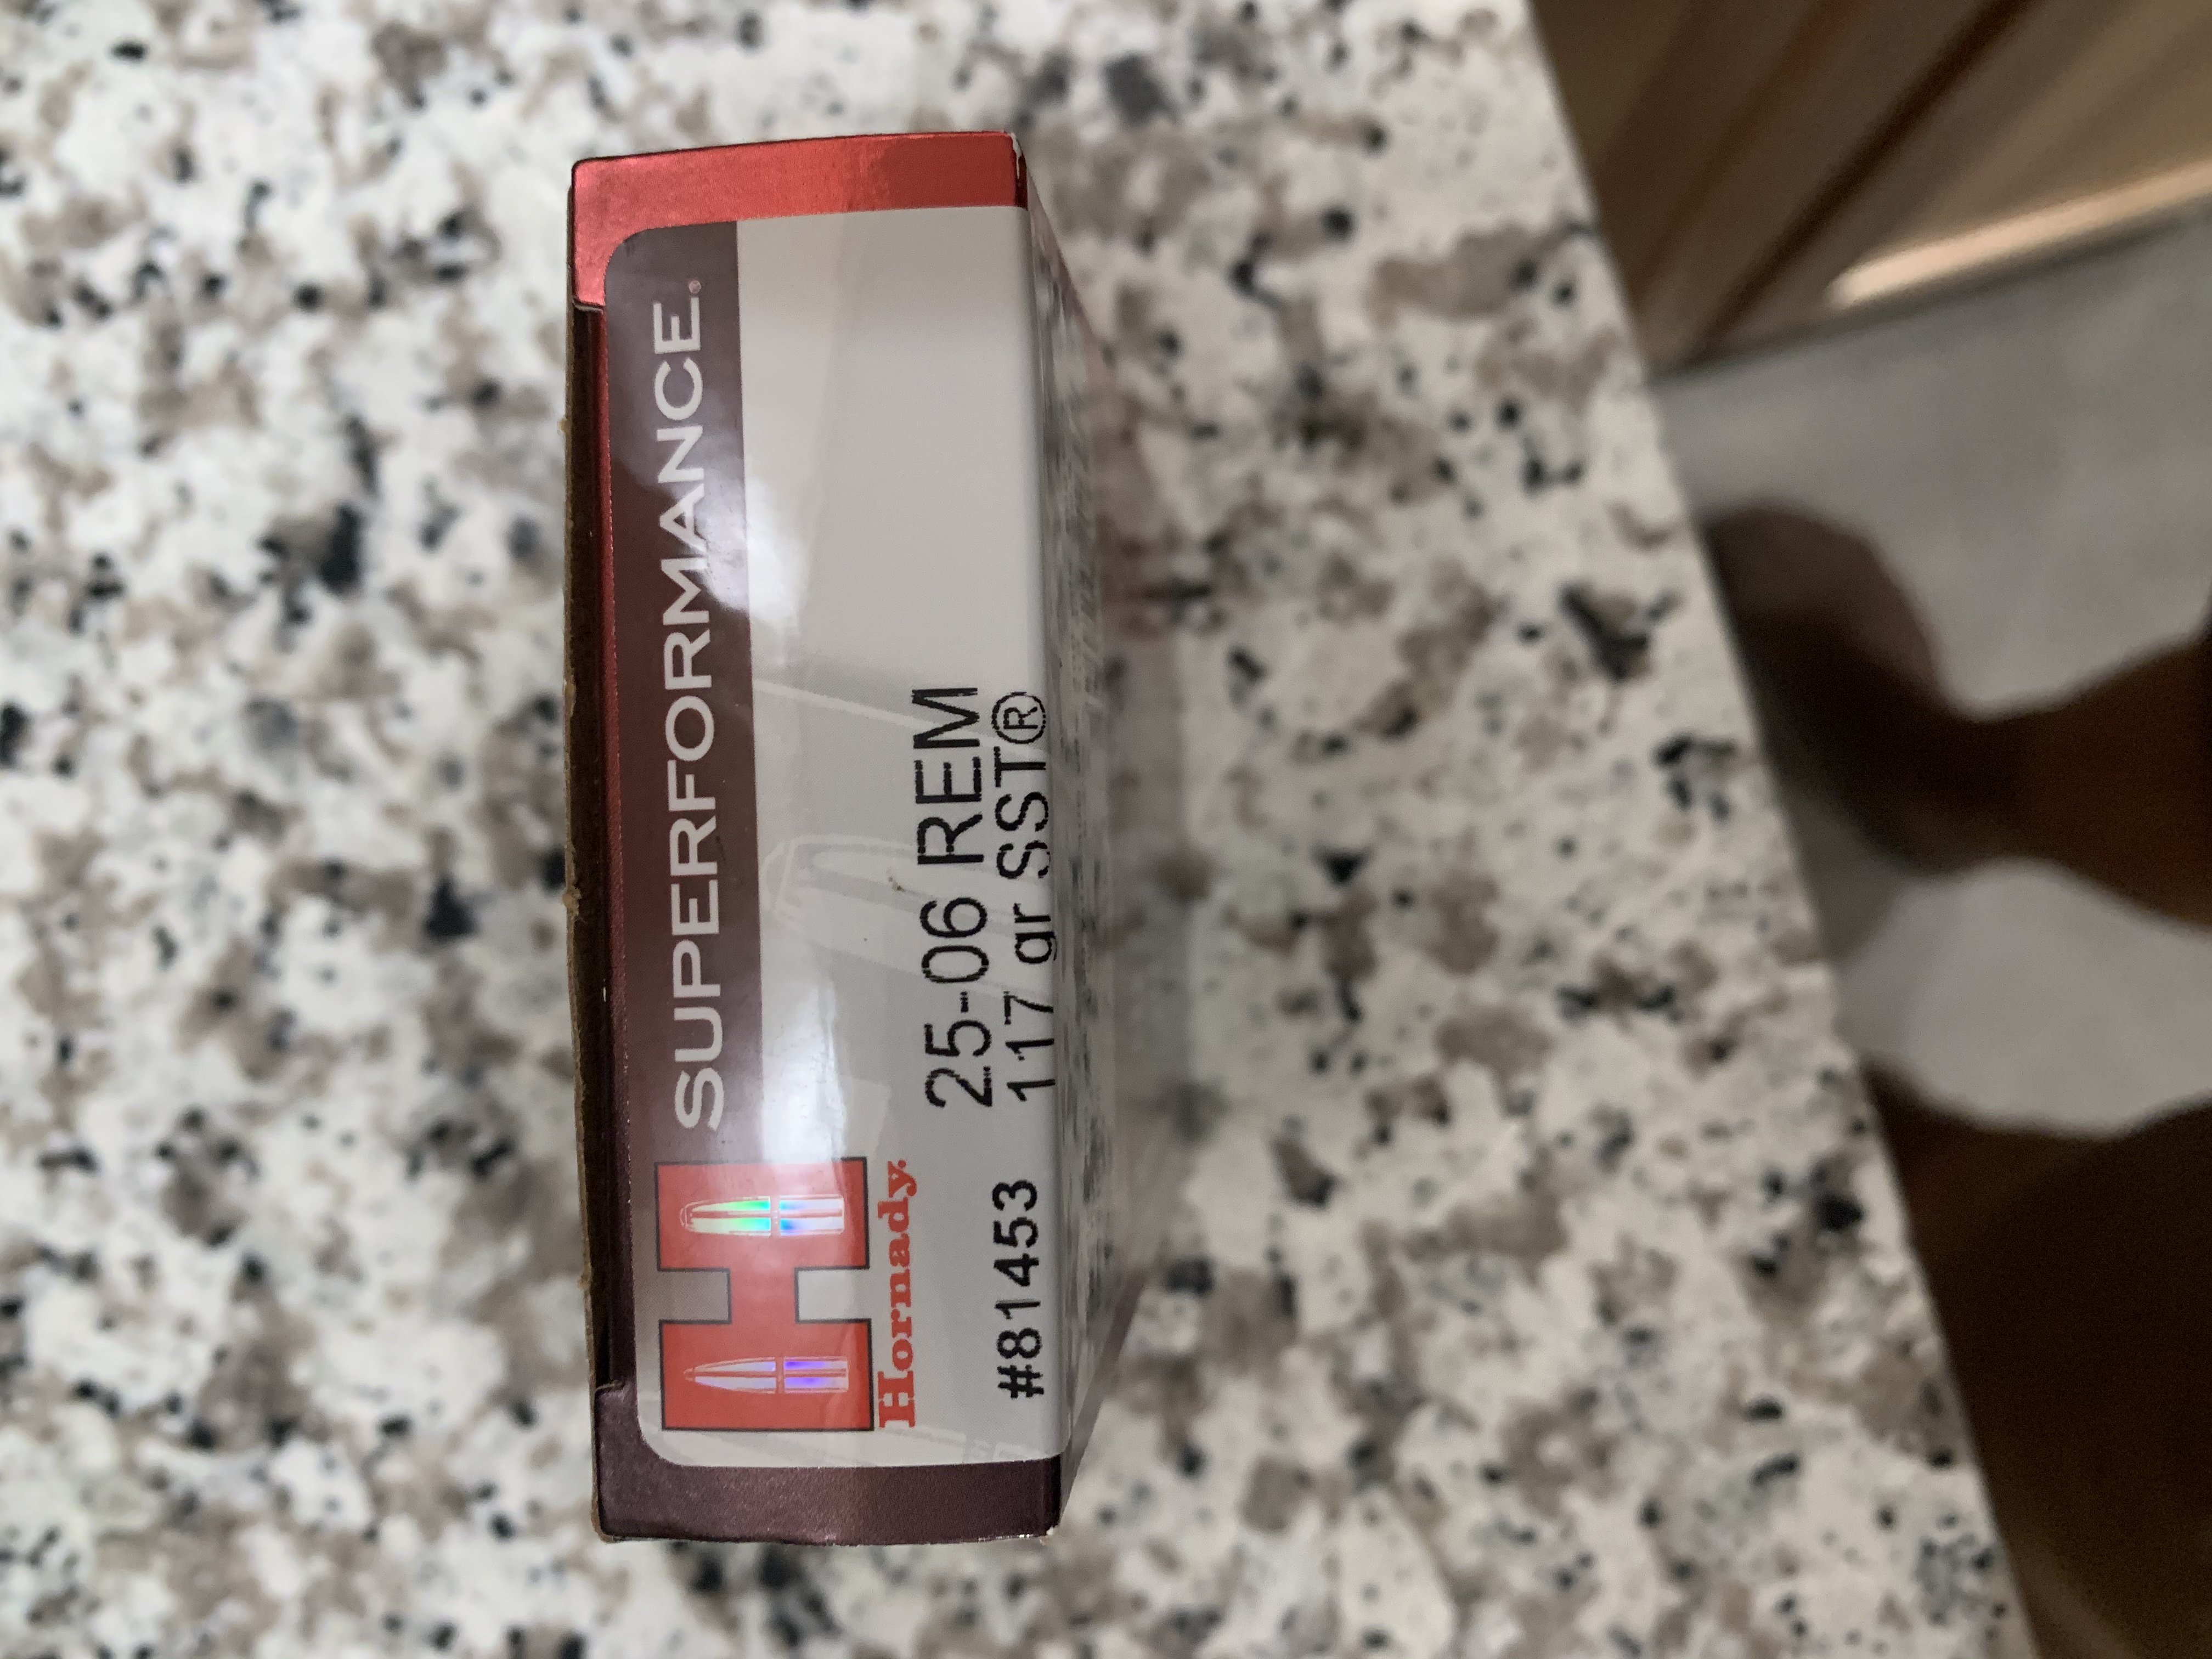 SUPERFORMANCE®
Hornady®
25-06 REM
#81453 117 gr SST®